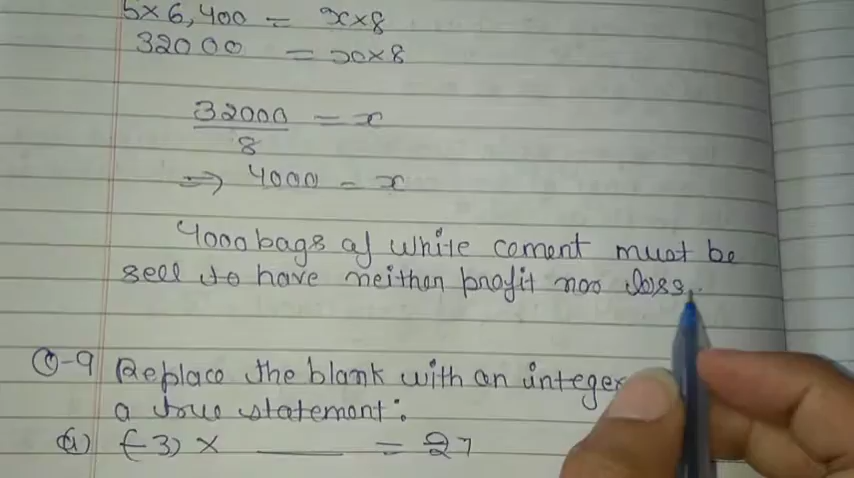 5×6,400 = x×8
32000 = x×8
32000/8 = x
⇒ 4000 = x
4000 bags of white cement must be
sell to have neither profit nor loss.
Q-9 Replace the blank with an integer
a true statement:
(a) (-3) × ____ = 27